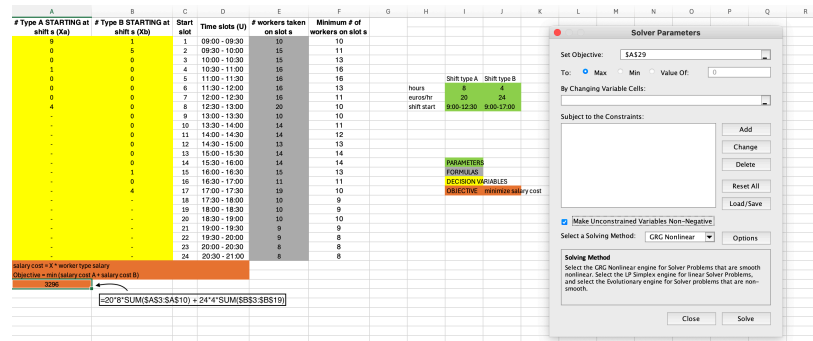 A B C D E F G H I J K L M N O P Q R
# Type A STARTING at shift s (Xa) # Type B STARTING at shift s (Xb) Start slot Time slots (U) # workers taken on slot s Minimum # of workers on slot s
9 1 1 09:00 - 09:30 10 10
0 5 2 09:30 - 10:00 15 11
0 0 3 10:00 - 10:30 15 13
1 0 4 10:30 - 11:00 16 16
0 0 5 11:00 - 11:30 16 16
0 0 6 11:30 - 12:00 16 13
0 0 7 12:00 - 12:30 16 11
4 0 8 12:30 - 13:00 20 10
- 0 9 13:00 - 13:30 10 10
- 0 10 13:30 - 14:00 14 11
- 0 11 14:00 - 14:30 14 12
- 0 12 14:30 - 15:00 13 13
- 0 13 15:00 - 15:30 14 14
- 0 14 15:30 - 16:00 14 14
- 1 15 16:00 - 16:30 15 13
- 0 16 16:30 - 17:00 11 11
- 4 17 17:00 - 17:30 19 10
- - 18 17:30 - 18:00 10 9
- - 19 18:00 - 18:30 9 9
- - 20 18:30 - 19:00 10 10
- - 21 19:00 - 19:30 9 8
- - 22 19:30 - 20:00 9 8
- - 23 20:00 - 20:30 8 8
- - 24 20:30 - 21:00 8 8
salary cost = X * worker type salary
Objective = min (salary cost A + salary cost B)
3296
=20*8*SUM($A$3:$A$10) + 24*4*SUM($B$3:$B$19)
Shift type A Shift type B
hours 8 4
euros/hr 20 24
shift start 9:00-12:30 9:00-17:00
PARAMETERS
FORMULAS
DECISION VARIABLES
OBJECTIVE minimize salary cost
Solver Parameters
Set Objective: $A$29
To: Max Min Value Of: 0
By Changing Variable Cells:
Subject to the Constraints:
Add
Change
Delete
Reset All
Load/Save
Make Unconstrained Variables Non-Negative
Select a Solving Method: GRG Nonlinear Options
Solving Method
Select the GRG Nonlinear engine for Solver Problems that are smooth
nonlinear. Select the LP Simplex engine for linear Solver Problems,
and select the Evolutionary engine for Solver problems that are non-
smooth.
Close Solve